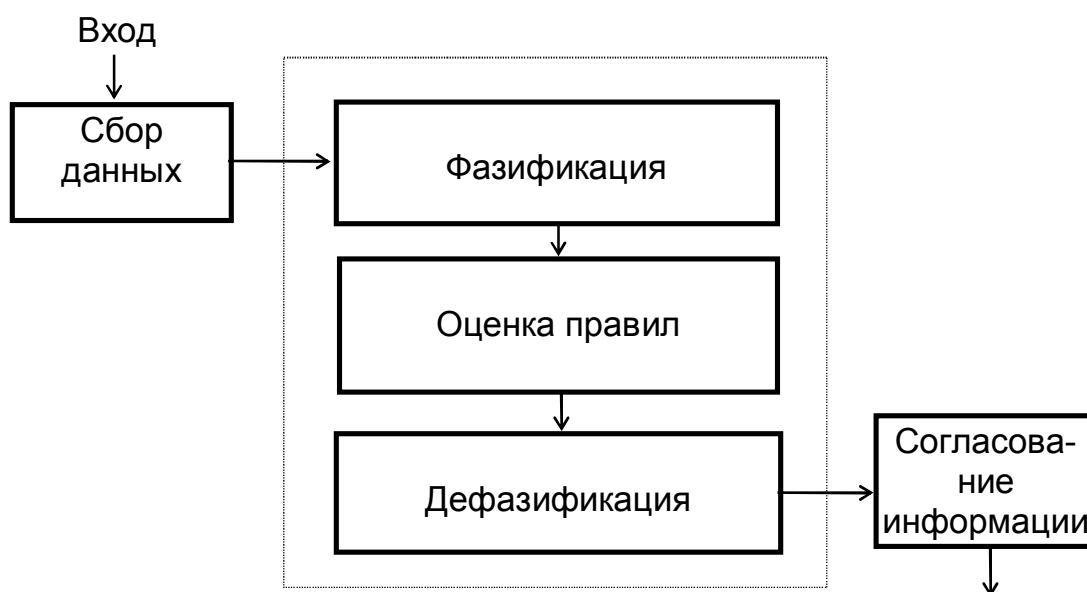 Вход
Сбор
данных
Фазификация
Оценка правил
Дефазификация
Согласова-
ние
информации